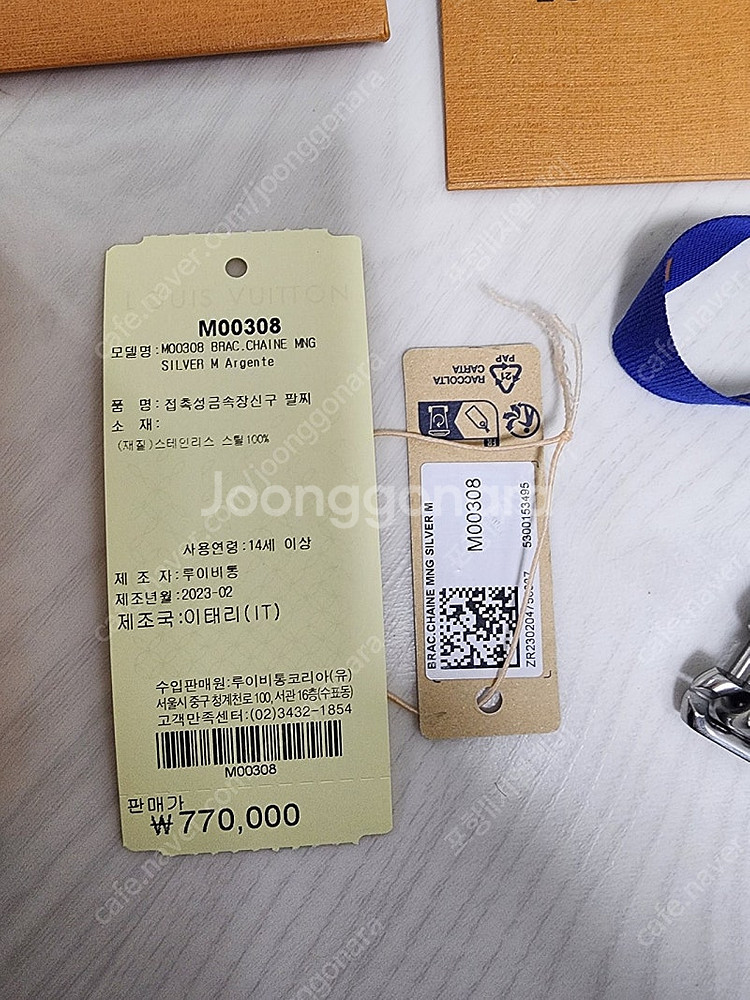 LOUIS VUITTON
M00308
모델명:M00308 BRAC.CHAINE MNG
SILVER M Argente
품 명:접촉성금속장신구 팔찌
소 재:
(재질)스테인리스 스틸100%
사용연령:14세 이상
제 조 자:루이비통
제조년월:2023-02
제조국:이태리(IT)
수입판매원:루이비통코리아(유)
서울시중구청계천로100,서관16층(수표동)
고객만족센터:(02)3432-1854
M00308
판매가
₩770,000
RACCOLTA
CARTA
21
PAP
FR
BRAC.CHAINE MNG SILVER M
M00308
5300153495
Joonggonara
cafe.naver.com/joonggonara